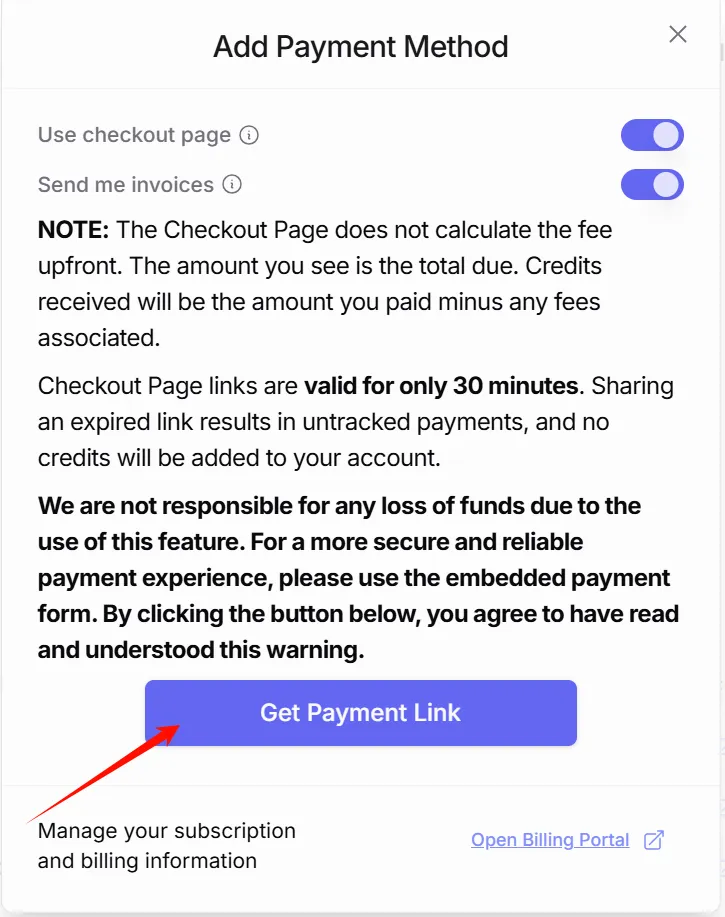 Add Payment Method
Use checkout page
Send me invoices
NOTE: The Checkout Page does not calculate the fee
upfront. The amount you see is the total due. Credits
received will be the amount you paid minus any fees
associated.
Checkout Page links are valid for only 30 minutes. Sharing
an expired link results in untracked payments, and no
credits will be added to your account.
We are not responsible for any loss of funds due to the
use of this feature. For a more secure and reliable
payment experience, please use the embedded payment
form. By clicking the button below, you agree to have read
and understood this warning.
Get Payment Link
Manage your subscription
and billing information
Open Billing Portal